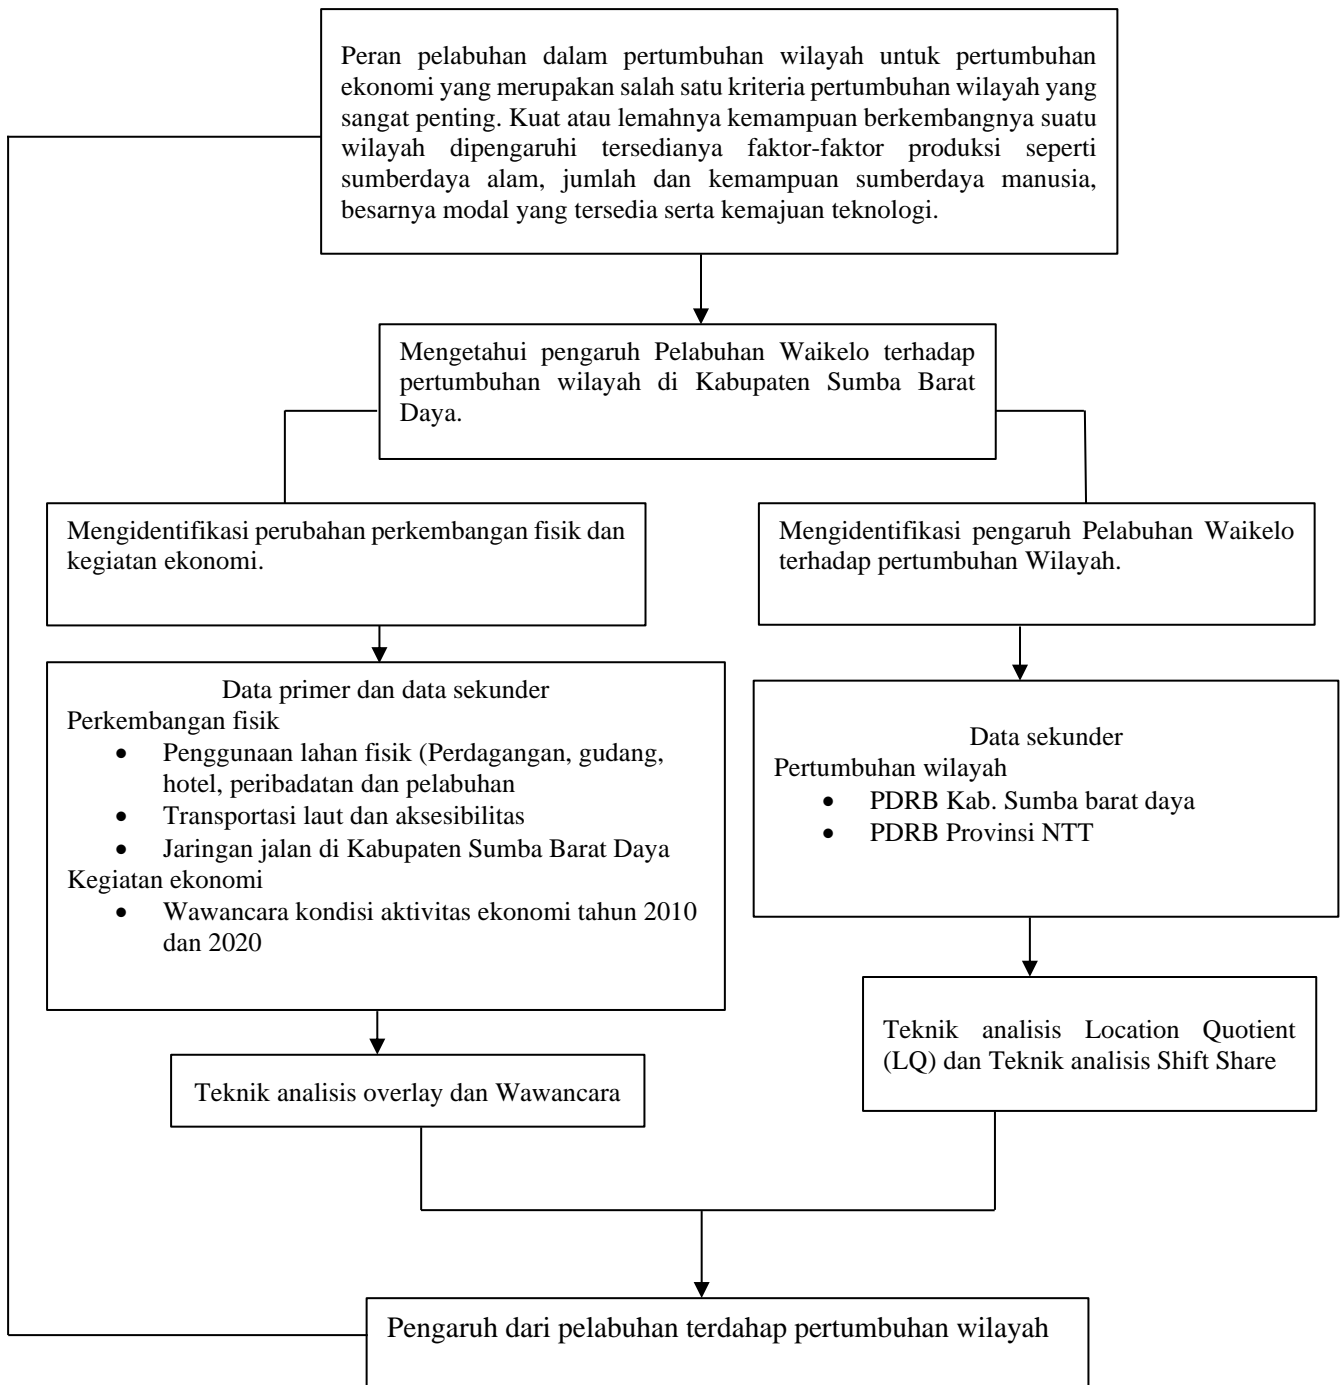 Peran pelabuhan dalam pertumbuhan wilayah untuk pertumbuhan
ekonomi yang merupakan salah satu kriteria pertumbuhan wilayah yang
sangat penting. Kuat atau lemahnya kemampuan berkembangnya suatu
wilayah dipengaruhi tersedianya faktor-faktor produksi seperti
sumberdaya alam, jumlah dan kemampuan sumberdaya manusia,
besarnya modal yang tersedia serta kemajuan teknologi.
Mengetahui pengaruh Pelabuhan Waikelo terhadap
pertumbuhan wilayah di Kabupaten Sumba Barat
Daya.
Mengidentifikasi perubahan perkembangan fisik dan
kegiatan ekonomi.
Mengidentifikasi pengaruh Pelabuhan Waikelo
terhadap pertumbuhan Wilayah.
Data primer dan data sekunder
Perkembangan fisik
• Penggunaan lahan fisik (Perdagangan, gudang,
hotel, peribadatan dan pelabuhan
• Transportasi laut dan aksesibilitas
• Jaringan jalan di Kabupaten Sumba Barat Daya
Kegiatan ekonomi
• Wawancara kondisi aktivitas ekonomi tahun 2010
dan 2020
Data sekunder
Pertumbuhan wilayah
• PDRB Kab. Sumba barat daya
• PDRB Provinsi NTT
Teknik analisis overlay dan Wawancara
Teknik analisis Location Quotient
(LQ) dan Teknik analisis Shift Share
Pengaruh dari pelabuhan terdahap pertumbuhan wilayah